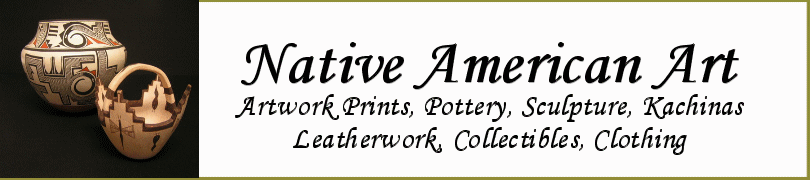 Native American Art
Artwork Prints, Pottery, Sculpture, Kachinas
Leatherwork, Collectibles, Clothing